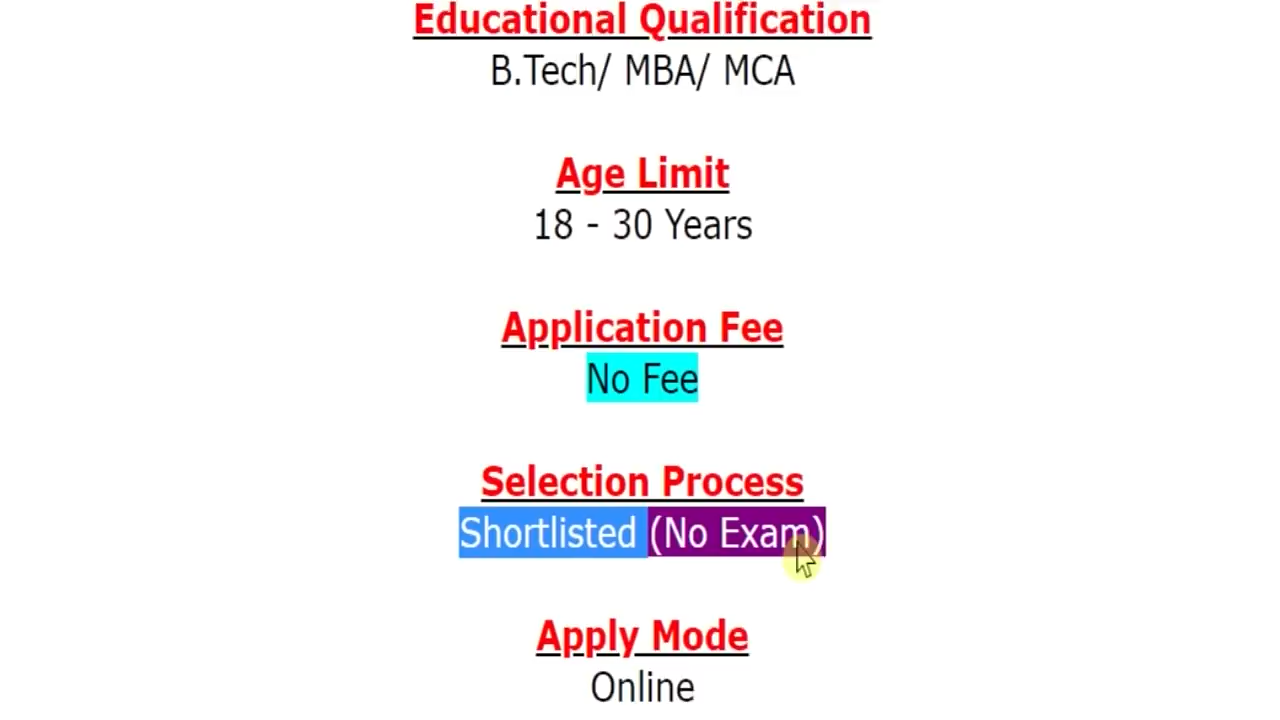 Educational Qualification
B.Tech/ MBA/ MCA
Age Limit
18 - 30 Years
Application Fee
No Fee
Selection Process
Shortlisted (No Exam)
Apply Mode
Online